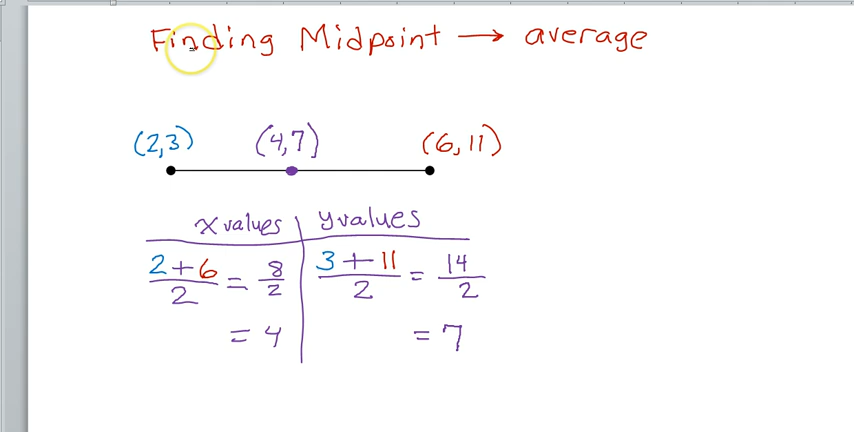 Finding Midpoint → average
(2,3) (4,7) (6,11)
x values y values
2+6/2 = 8/2 3+11/2 = 14/2
= 4 = 7